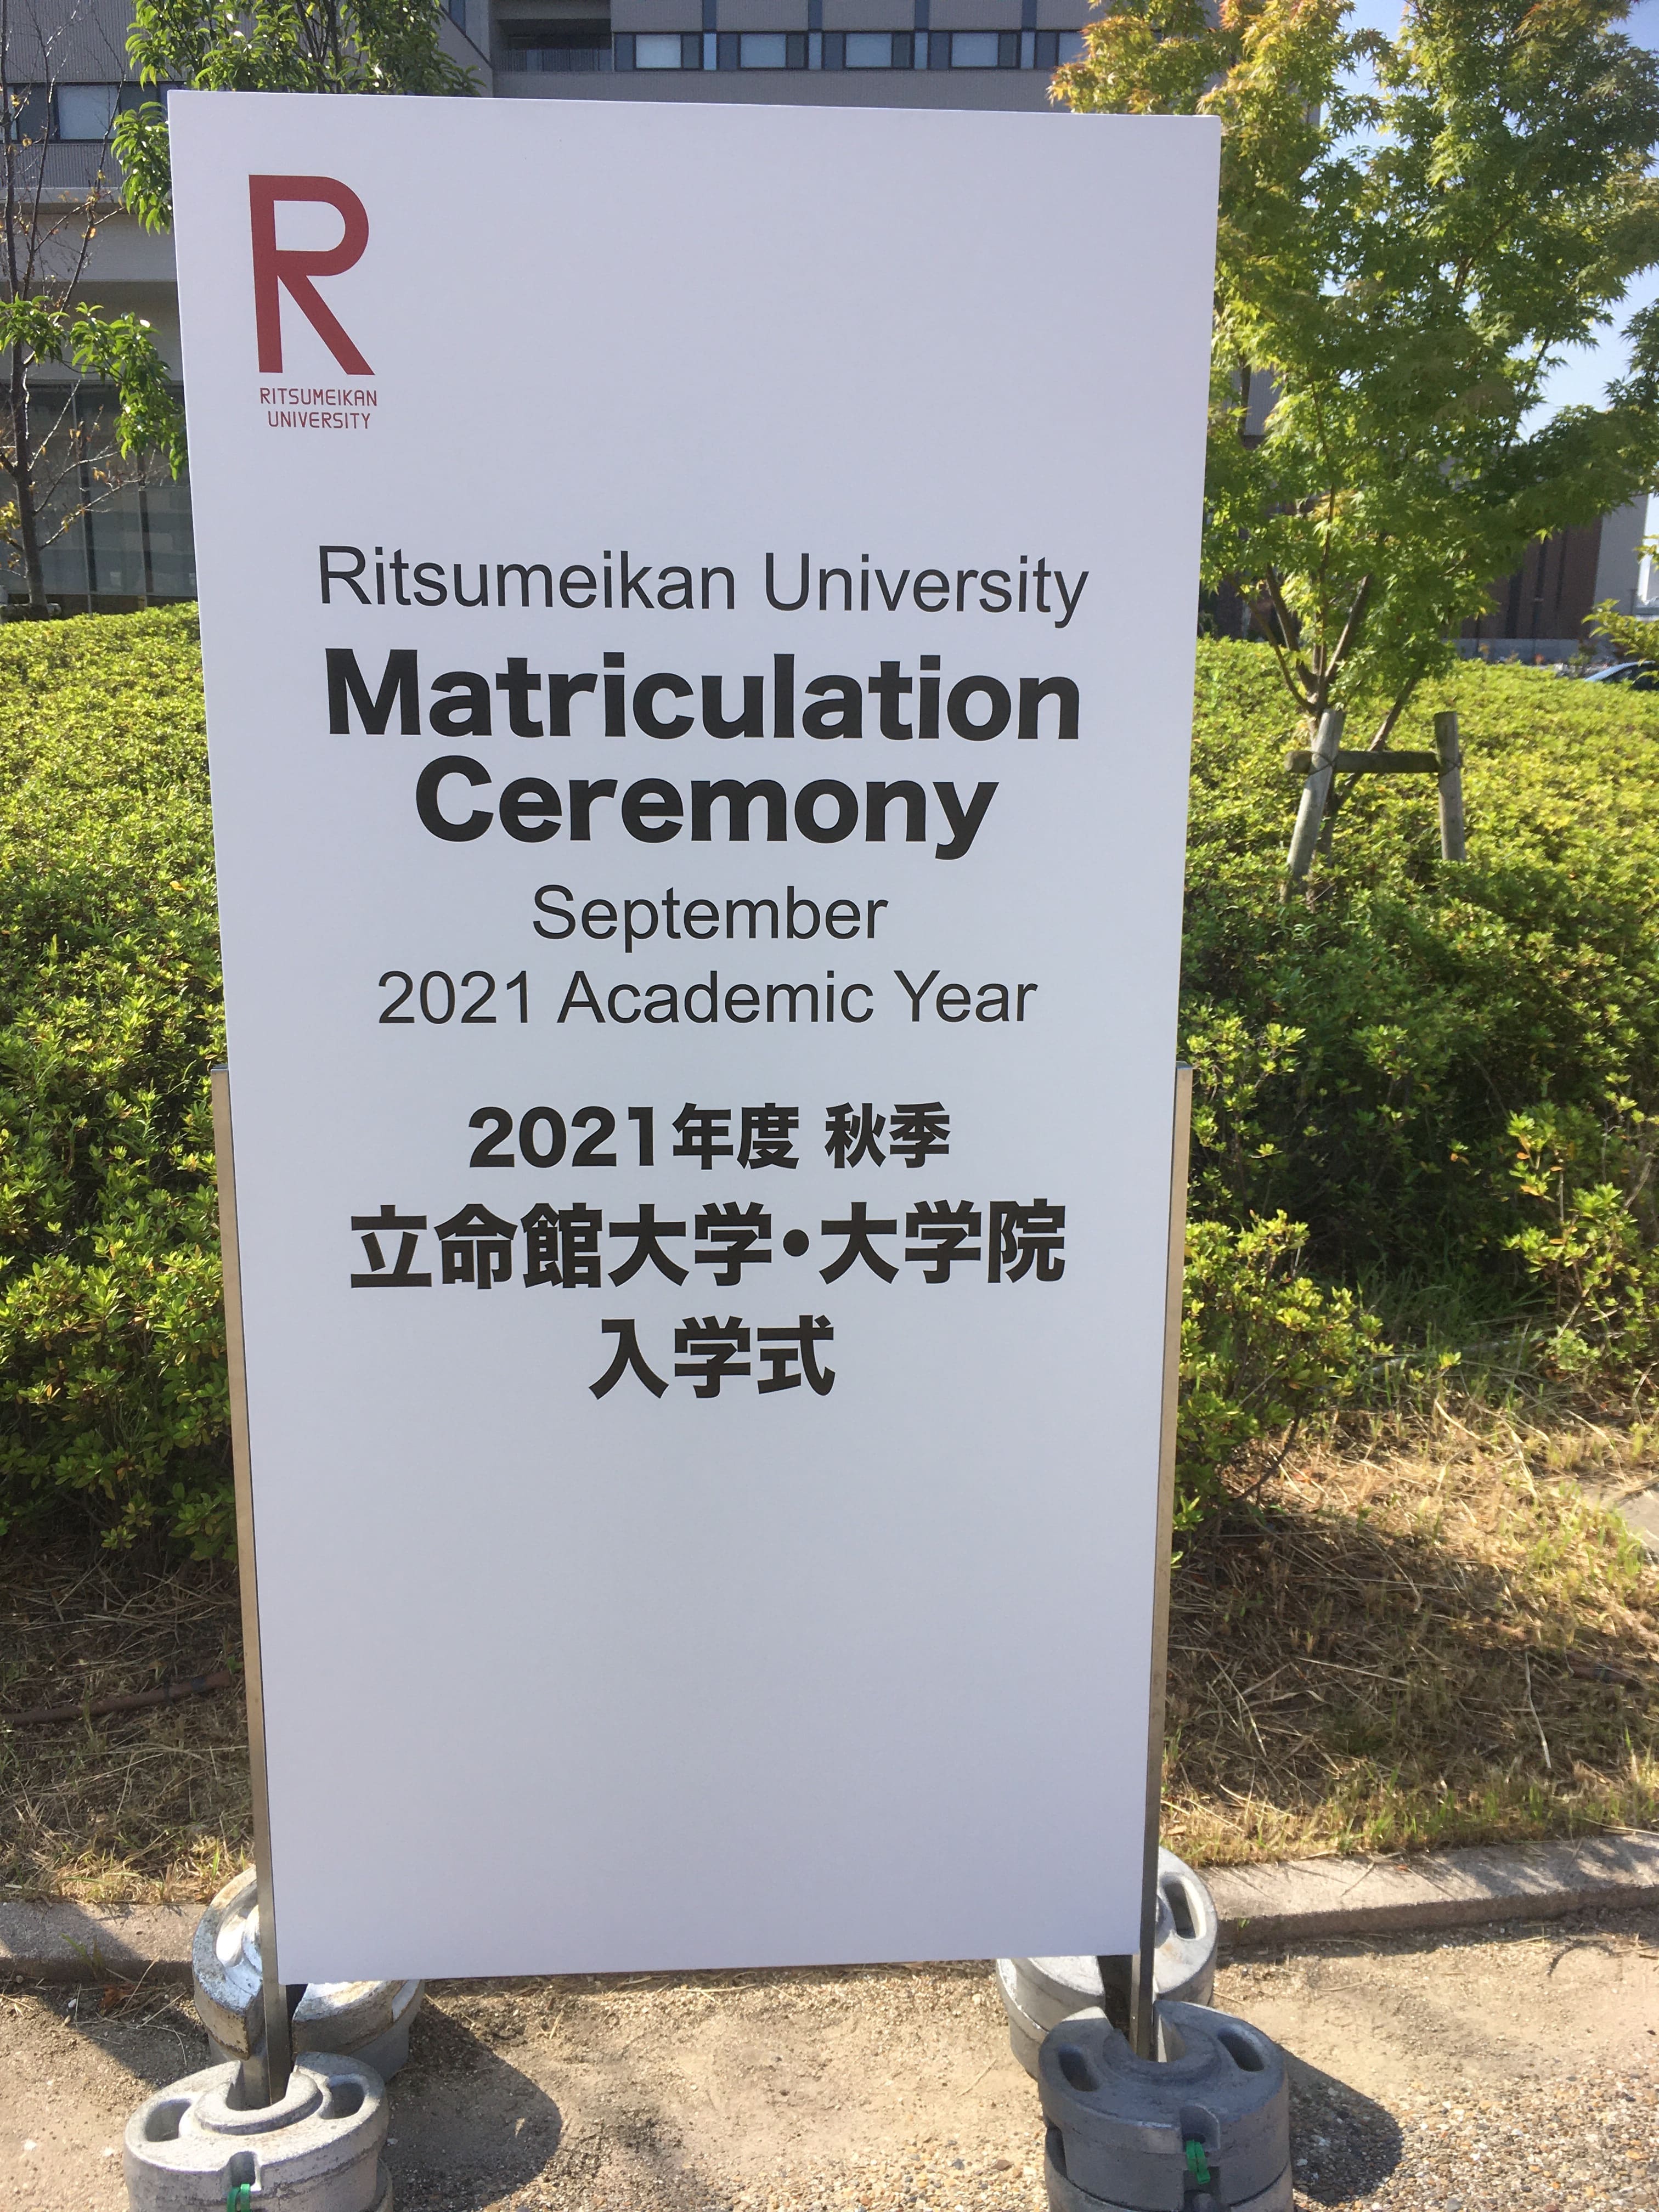 RITSUMEIKAN
UNIVERSITY
Ritsumeikan University
Matriculation
Ceremony
September
2021 Academic Year
2021年度 秋季
立命館大学・大学院
入学式